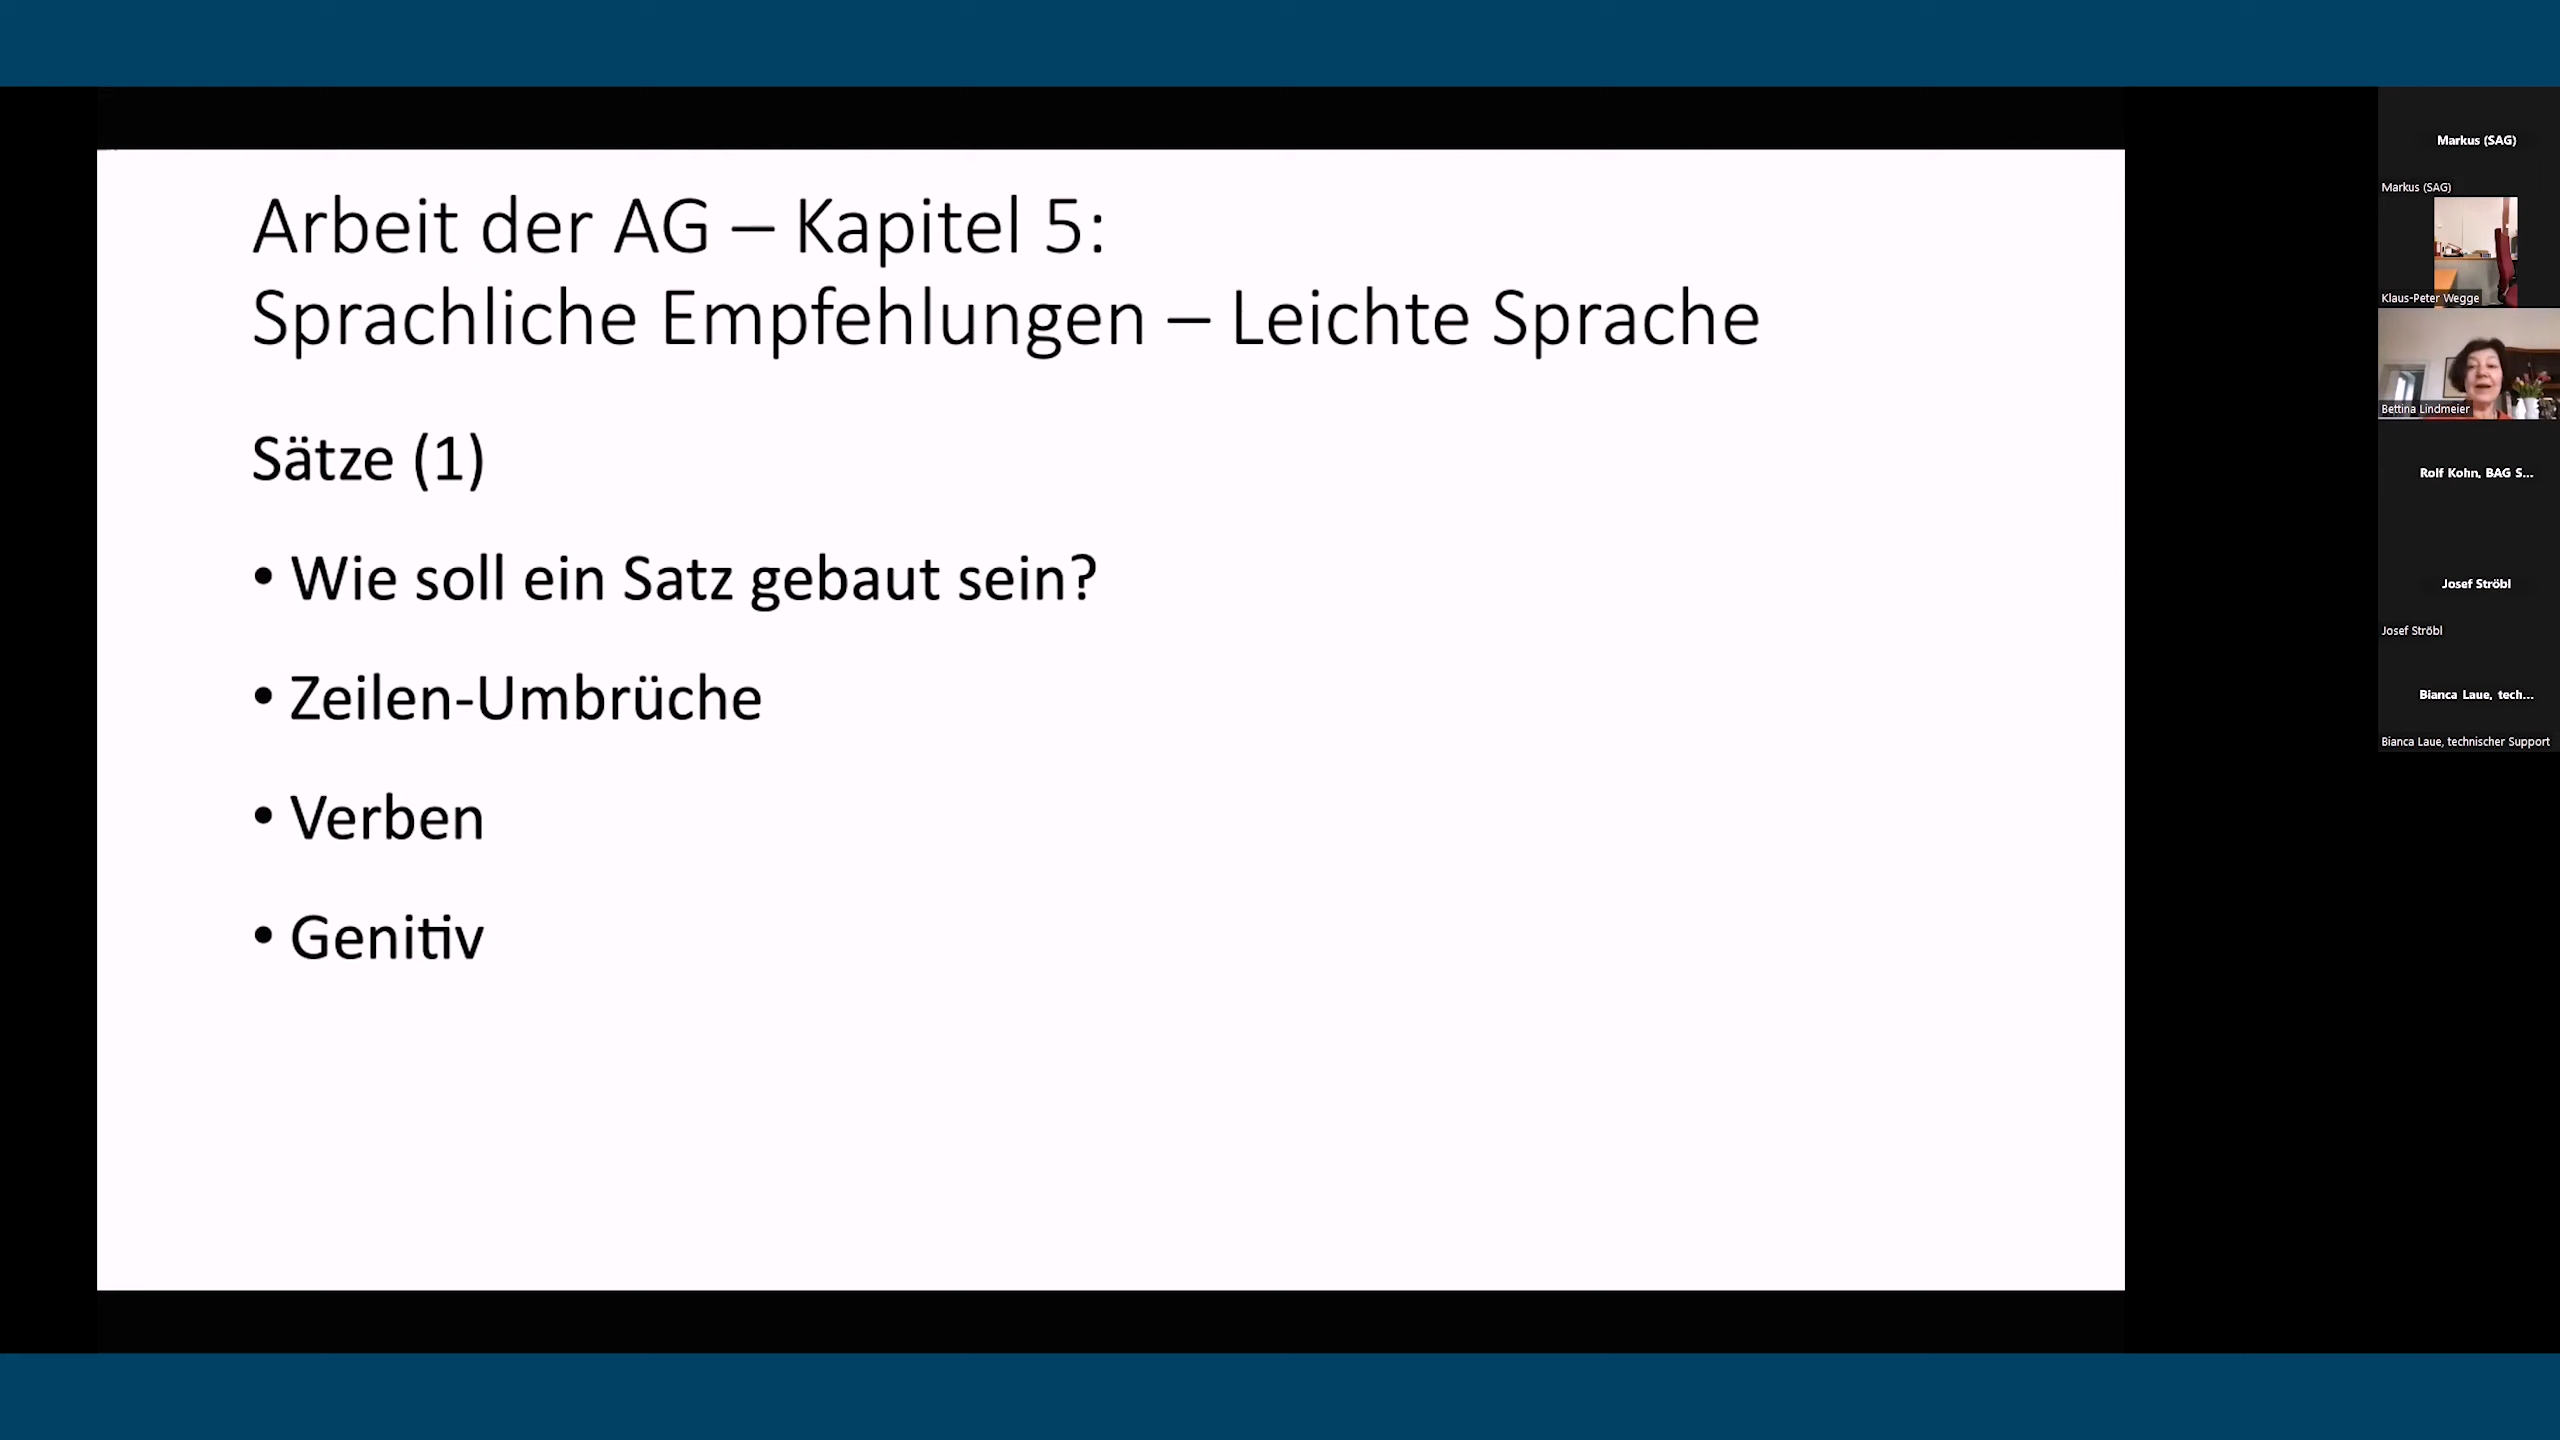 Arbeit der AG – Kapitel 5:
Sprachliche Empfehlungen – Leichte Sprache
Sätze (1)
• Wie soll ein Satz gebaut sein?
• Zeilen-Umbrüche
• Verben
• Genitiv
Markus (SAG)
Markus (SAG)
Klaus-Peter Wegge
Bettina Lindmeier
Rolf Kohn, BAG S...
Josef Ströbl
Josef Ströbl
Bianca Laue, tech...
Bianca Laue, technischer Support